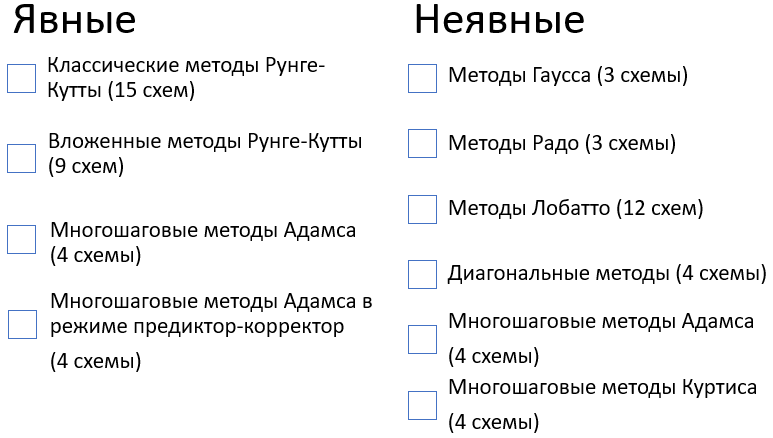 Явные
Классические методы Рунге-
Кутты (15 схем)
Вложенные методы Рунге-Кутты
(9 схем)
Многошаговые методы Адамса
(4 схемы)
Многошаговые методы Адамса в
режиме предиктор-корректор
(4 схемы)
Неявные
Методы Гаусса (3 схемы)
Методы Радо (3 схемы)
Методы Лобатто (12 схем)
Диагональные методы (4 схемы)
Многошаговые методы Адамса
(4 схемы)
Многошаговые методы Куртиса
(4 схемы)